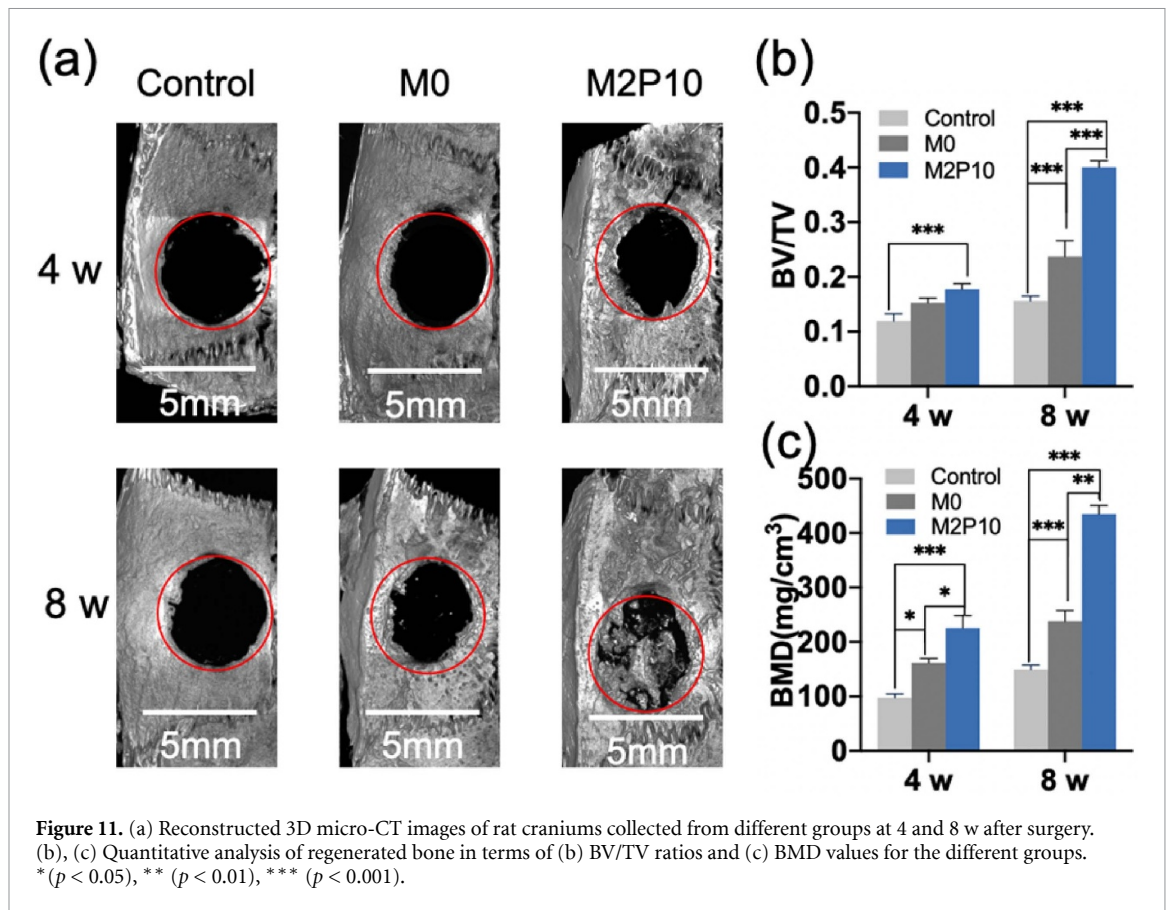 (a)
Control M0 M2P10
4 w
5mm 5mm 5mm
8 w
5mm 5mm 5mm
(b)
Control
M0
M2P10
BV/TV
0.5
0.4
0.3
0.2
0.1
0.0
***
***
***
***
4 w 8 w
(c)
Control
M0
M2P10
BMD(mg/cm³)
500
400
300
200
100
0
***
*
*
***
**
***
4 w 8 w
Figure 11. (a) Reconstructed 3D micro-CT images of rat craniums collected from different groups at 4 and 8 w after surgery.
(b), (c) Quantitative analysis of regenerated bone in terms of (b) BV/TV ratios and (c) BMD values for the different groups.
*(p < 0.05), ** (p < 0.01), *** (p < 0.001).